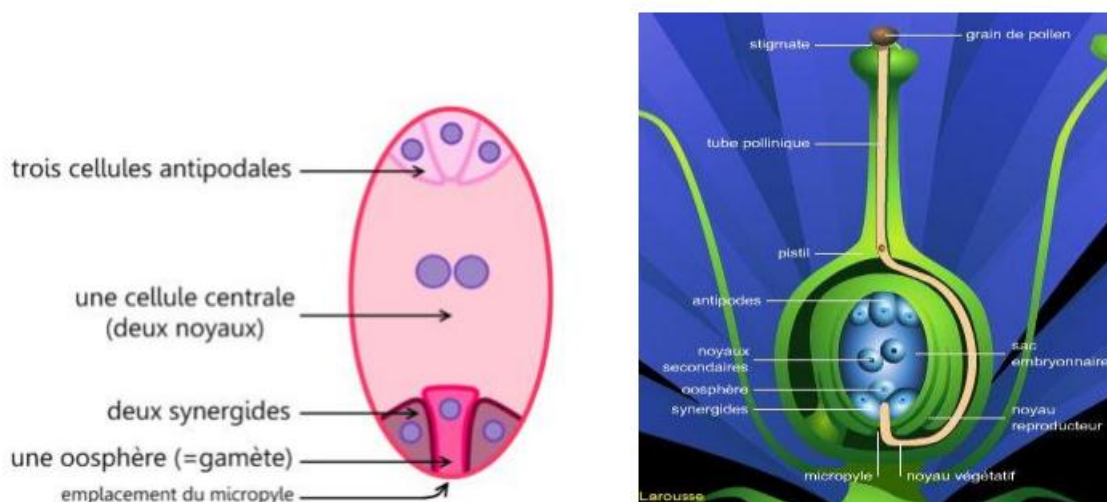 trois cellules antipodales
une cellule centrale
(deux noyaux)
deux synergides
une oosphère (=gamète)
emplacement du micropyle
grain de pollen
stigmate
tube pollinique
pistil
antipodes
noyaux
secondaires
sac
embryonnaire
oosphère
synergides
noyau
reproducteur
micropyle
noyau végétatif
Larousse